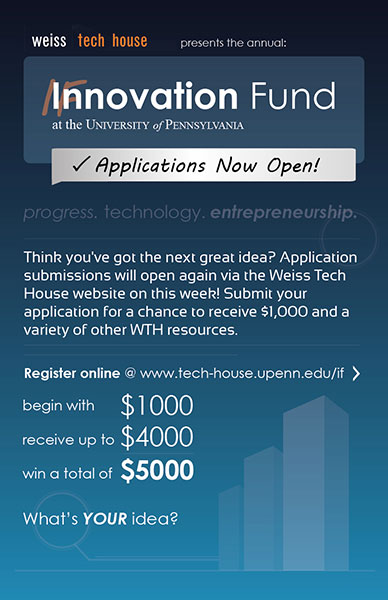 weiss tech house presents the annual:
Innovation Fund
at the UNIVERSITY of PENNSYLVANIA
✓ Applications Now Open!
progress. technology. entrepreneurship.
Think you've got the next great idea? Application
submissions will open again via the Weiss Tech
House website on this week! Submit your
application for a chance to receive $1,000 and a
variety of other WTH resources.
Register online @ www.tech-house.upenn.edu/if
begin with $1000
receive up to $4000
win a total of $5000
What's YOUR idea?